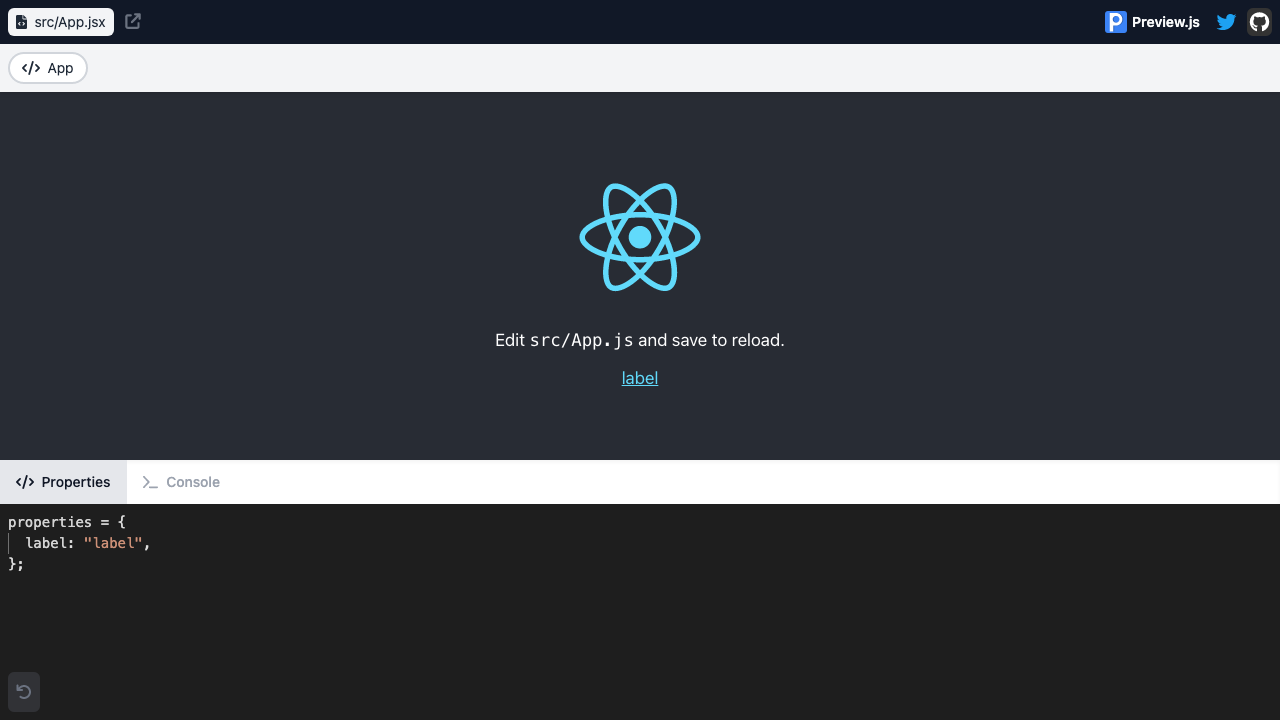 src/App.jsx
Preview.js
App
Edit src/App.js and save to reload.
label
Properties
Console
properties = {
  label: "label",
};